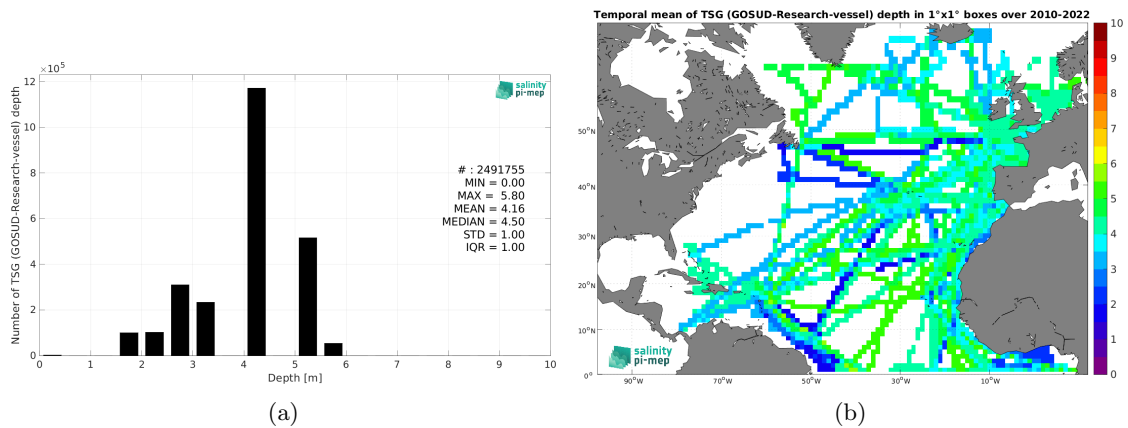 ×10⁵
12
10
8
6
4
2
0
Number of TSG (GOSUD-Research-vessel) depth
0 1 2 3 4 5 6 7 8 9 10
Depth [m]
salinity
pi-mep
# : 2491755
MIN = 0.00
MAX = 5.80
MEAN = 4.16
MEDIAN = 4.50
STD = 1.00
IQR = 1.00
(a)
Temporal mean of TSG (GOSUD-Research-vessel) depth in 1°x1° boxes over 2010-2022
50°N
40°N
30°N
20°N
10°N
0°
90°W 70°W 50°W 30°W 10°W
salinity
pi-mep
10
9
8
7
6
5
4
3
2
1
0
(b)